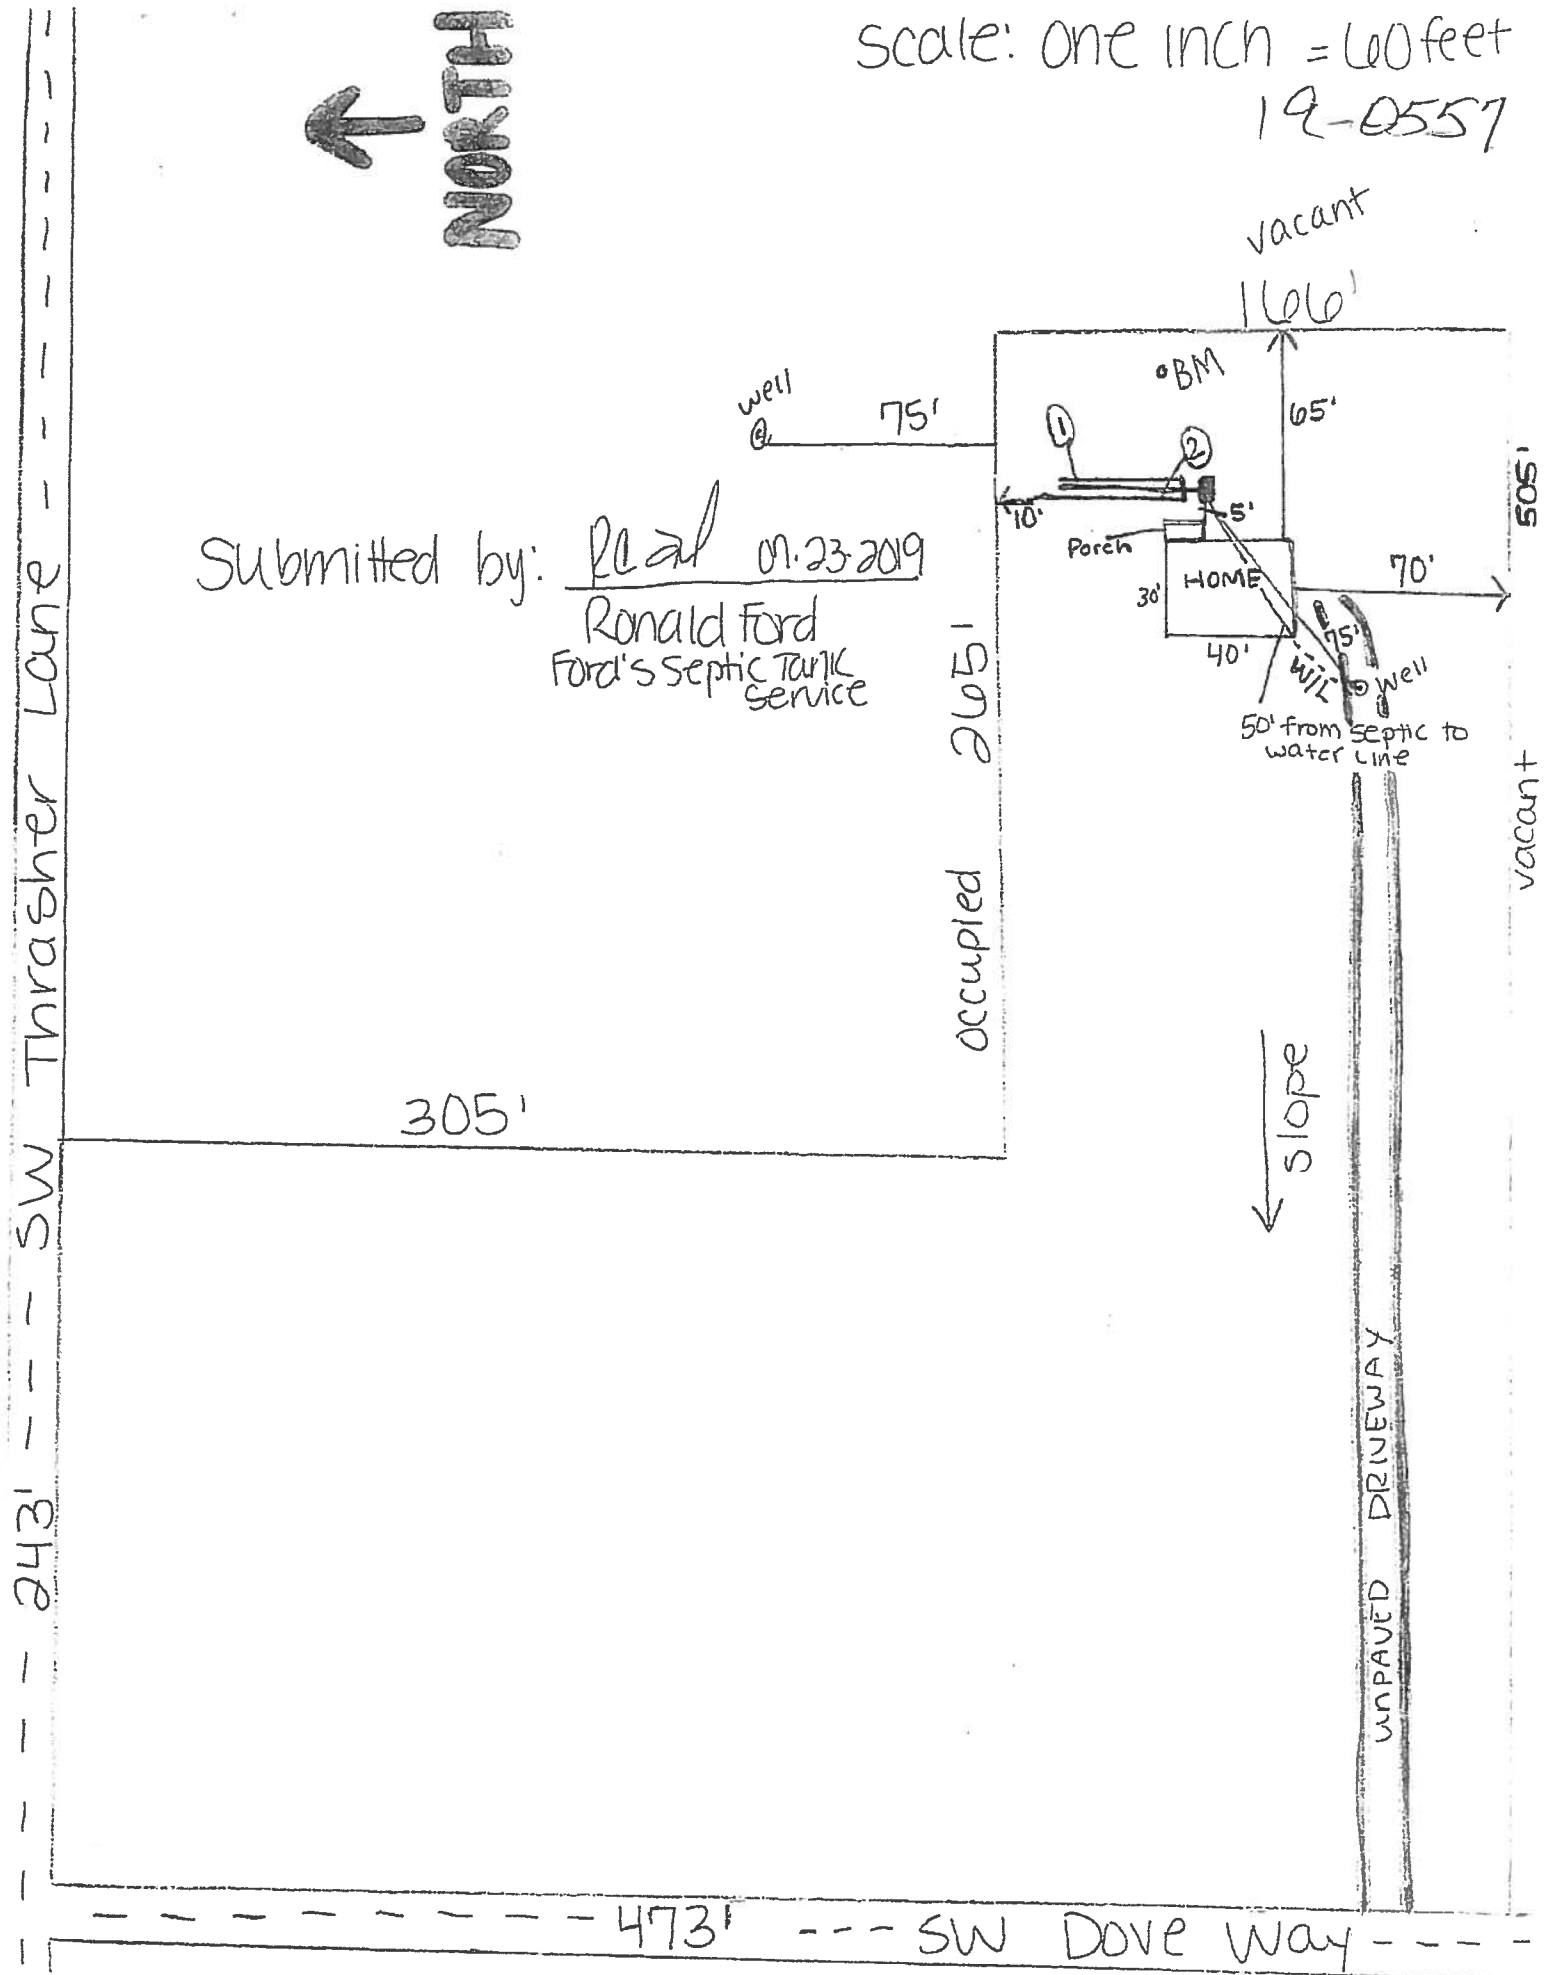 scale: one inch = 60 feet
19-0557
NORTH
vacant
166'
BM
65'
well
75'
1
2
505'
10'
5'
Porch
HOME
30'
40'
70'
75'
W/L
well
50' from septic to
water line
Submitted by:
07.23.2019
Ronald Ford
Ford's Septic Tank
Service
265'
occupied
vacant
305'
slope
SW Thrasher Lane
243'
unPAVED DRIVEWAY
473'
SW Dove Way